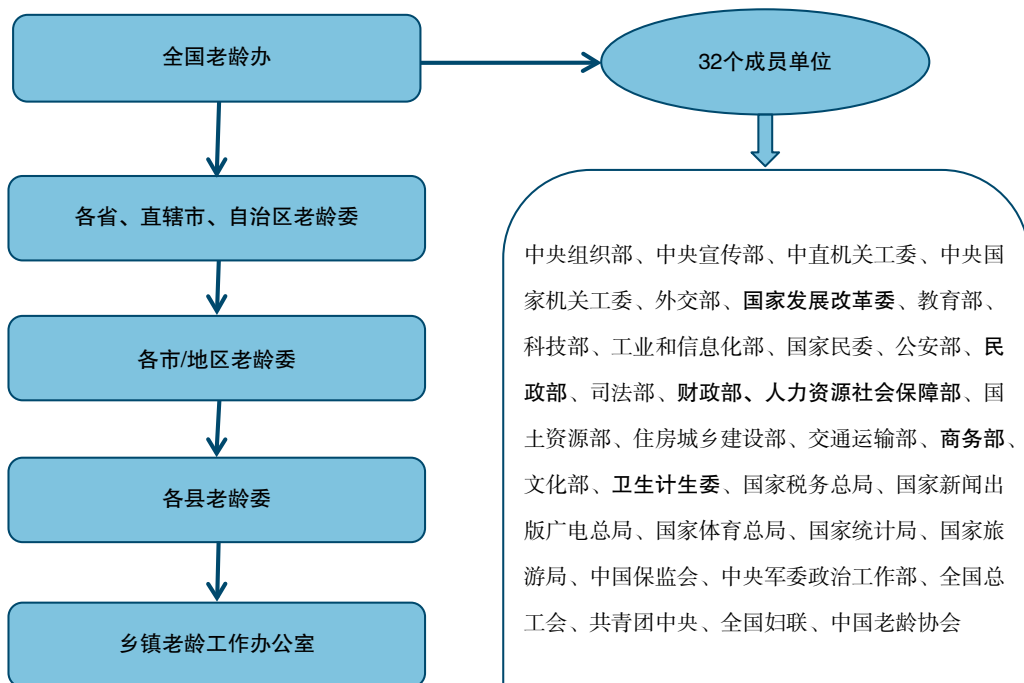 全国老龄办
32个成员单位
各省、直辖市、自治区老龄委
各市/地区老龄委
各县老龄委
乡镇老龄工作办公室
中央组织部、中央宣传部、中直机关工委、中央国
家机关工委、外交部、国家发展改革委、教育部、
科技部、工业和信息化部、国家民委、公安部、民
政部、司法部、财政部、人力资源社会保障部、国
土资源部、住房城乡建设部、交通运输部、商务部、
文化部、卫生计生委、国家税务总局、国家新闻出
版广电总局、国家体育总局、国家统计局、国家旅
游局、中国保监会、中央军委政治工作部、全国总
工会、共青团中央、全国妇联、中国老龄协会